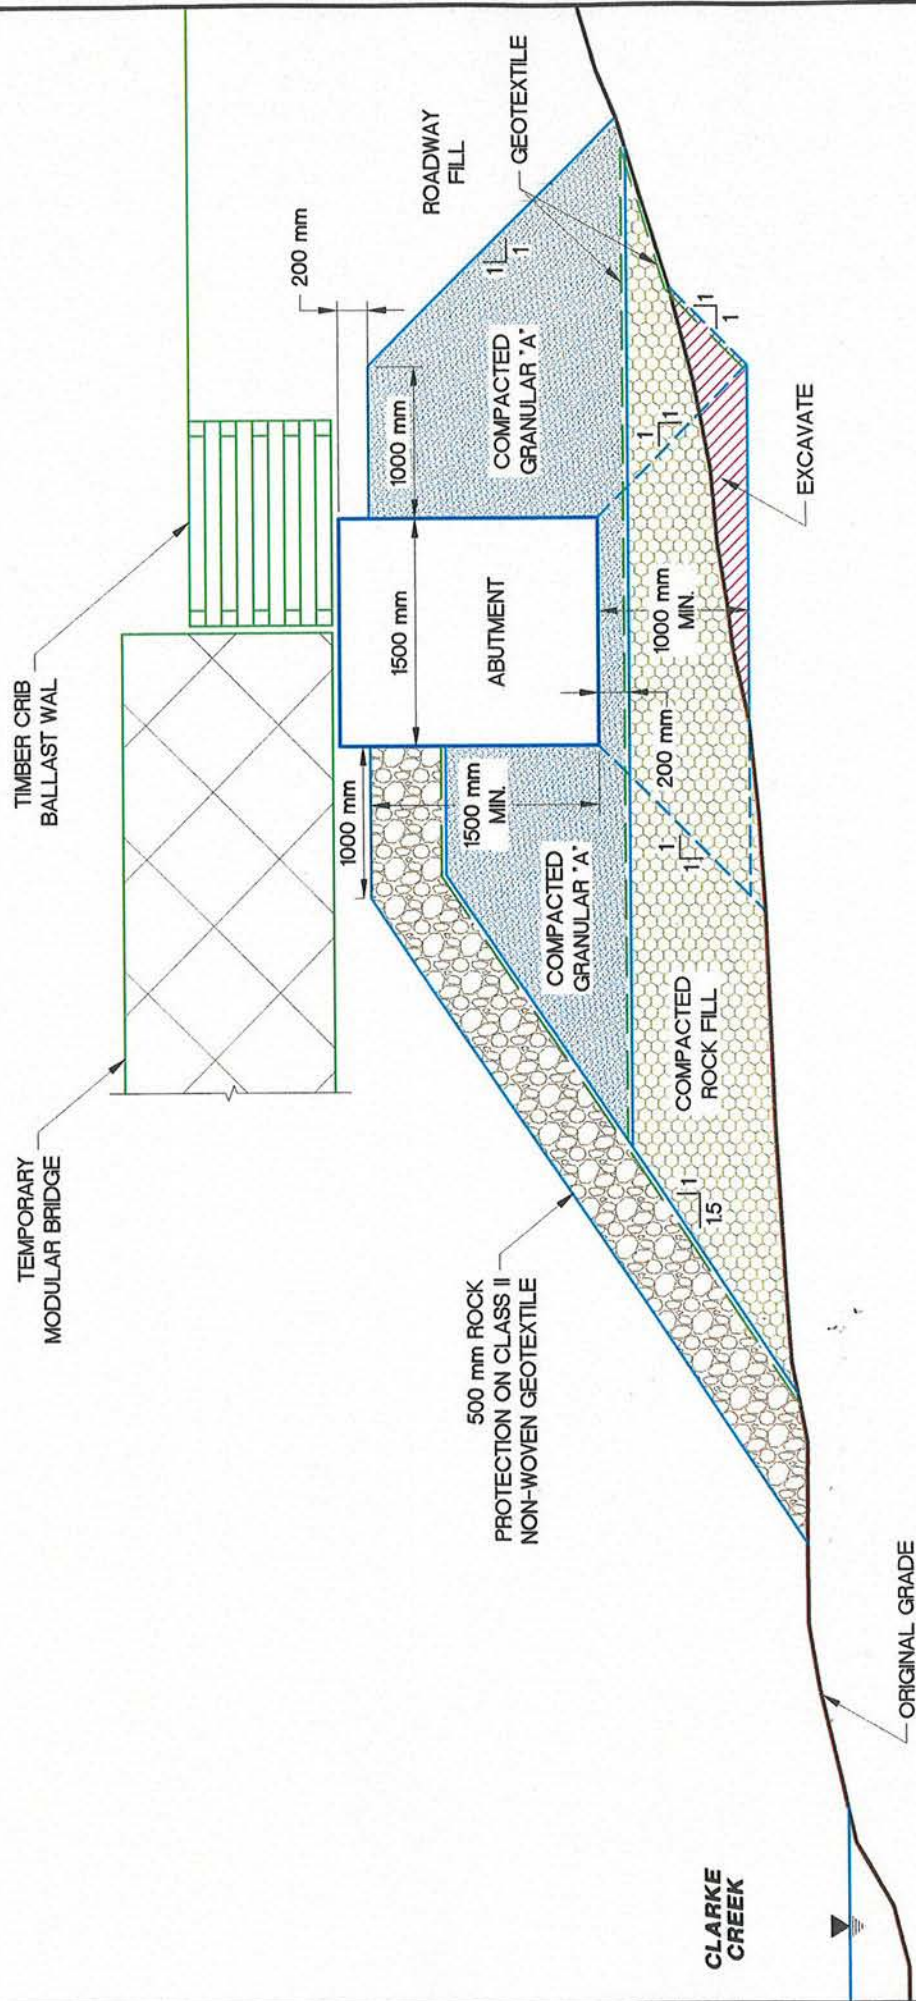 TEMPORARY
MODULAR BRIDGE
TIMBER CRIB
BALLAST WAL
200 mm
ROADWAY
FILL
GEOTEXTILE
1000 mm
1500 mm
1000 mm
ABUTMENT
1500 mm
MIN.
COMPACTED
GRANULAR "A"
COMPACTED
GRANULAR "A"
1
1
500 mm ROCK
PROTECTION ON CLASS II
NON-WOVEN GEOTEXTILE
1
1.5
COMPACTED
ROCK FILL
1
1
200 mm
1000 mm
MIN.
1
1
1
1
EXCAVATE
CLARKE
CREEK
ORIGINAL GRADE